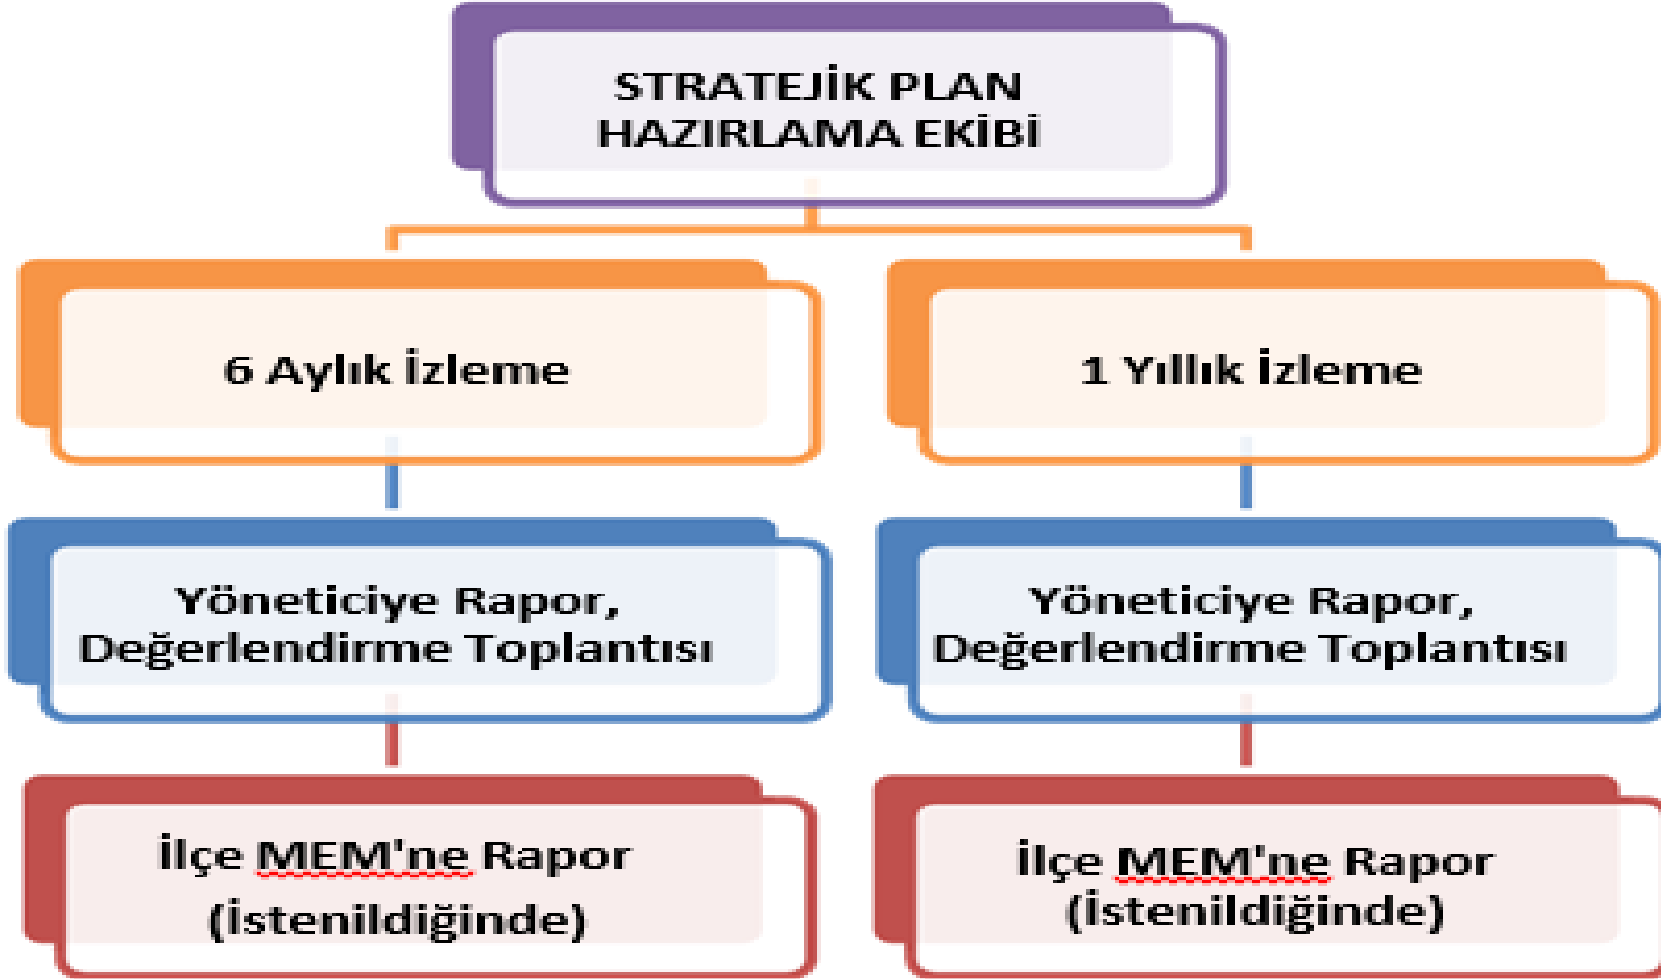 STRATEJİK PLAN
HAZIRLAMA EKİBİ
6 Aylık İzleme
1 Yıllık İzleme
Yöneticiye Rapor,
Değerlendirme Toplantısı
Yöneticiye Rapor,
Değerlendirme Toplantısı
İlçe MEM'ne Rapor
(İstenildiğinde)
İlçe MEM'ne Rapor
(İstenildiğinde)